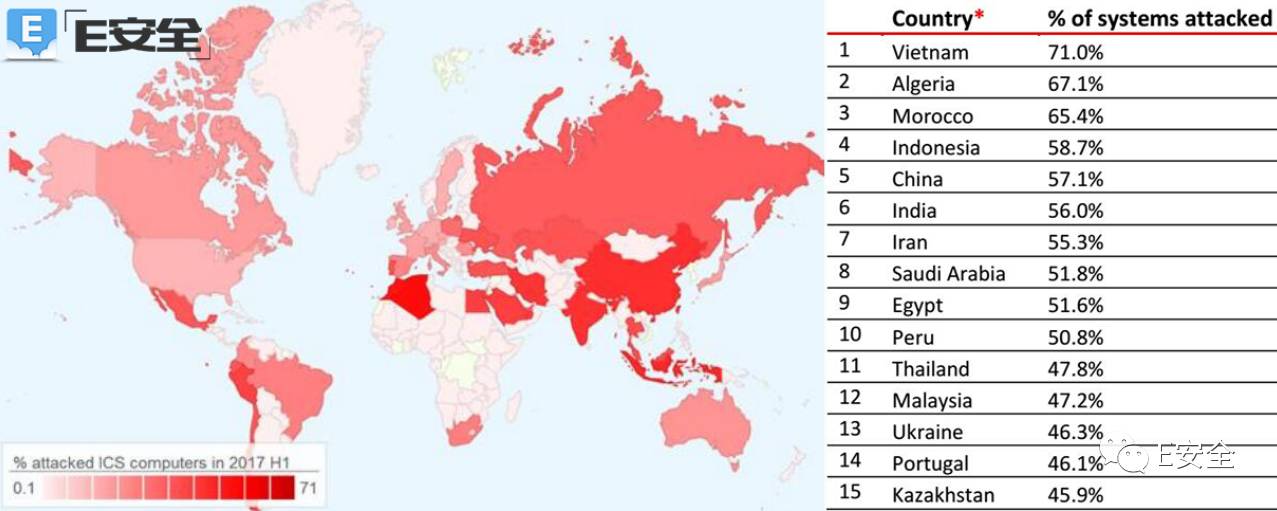 E安全
Country* % of systems attacked
1 Vietnam 71.0%
2 Algeria 67.1%
3 Morocco 65.4%
4 Indonesia 58.7%
5 China 57.1%
6 India 56.0%
7 Iran 55.3%
8 Saudi Arabia 51.8%
9 Egypt 51.6%
10 Peru 50.8%
11 Thailand 47.8%
12 Malaysia 47.2%
13 Ukraine 46.3%
14 Portugal 46.1%
15 Kazakhstan 45.9%
% attacked ICS computers in 2017 H1
0.1 71
E安全